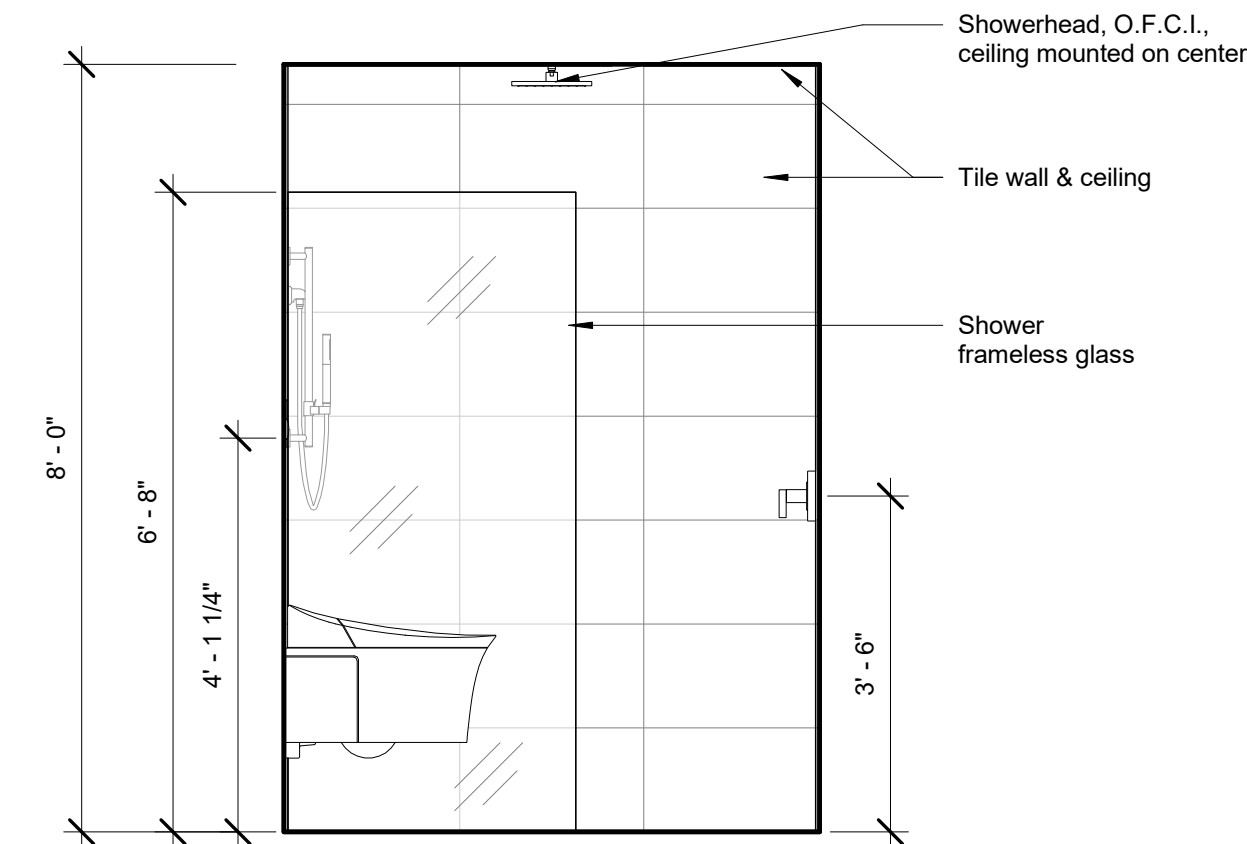 Showerhead, O.F.C.I.,
ceiling mounted on center
Tile wall & ceiling
Shower
frameless glass
8' - 0"
6' - 8"
4' - 1 1/4"
3' - 6"